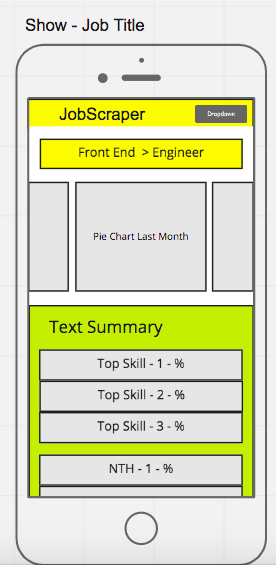 Show - Job Title
JobScraper
Dropdown
Front End > Engineer
Pie Chart Last Month
Text Summary
Top Skill - 1 - %
Top Skill - 2 - %
Top Skill - 3 - %
NTH - 1 - %